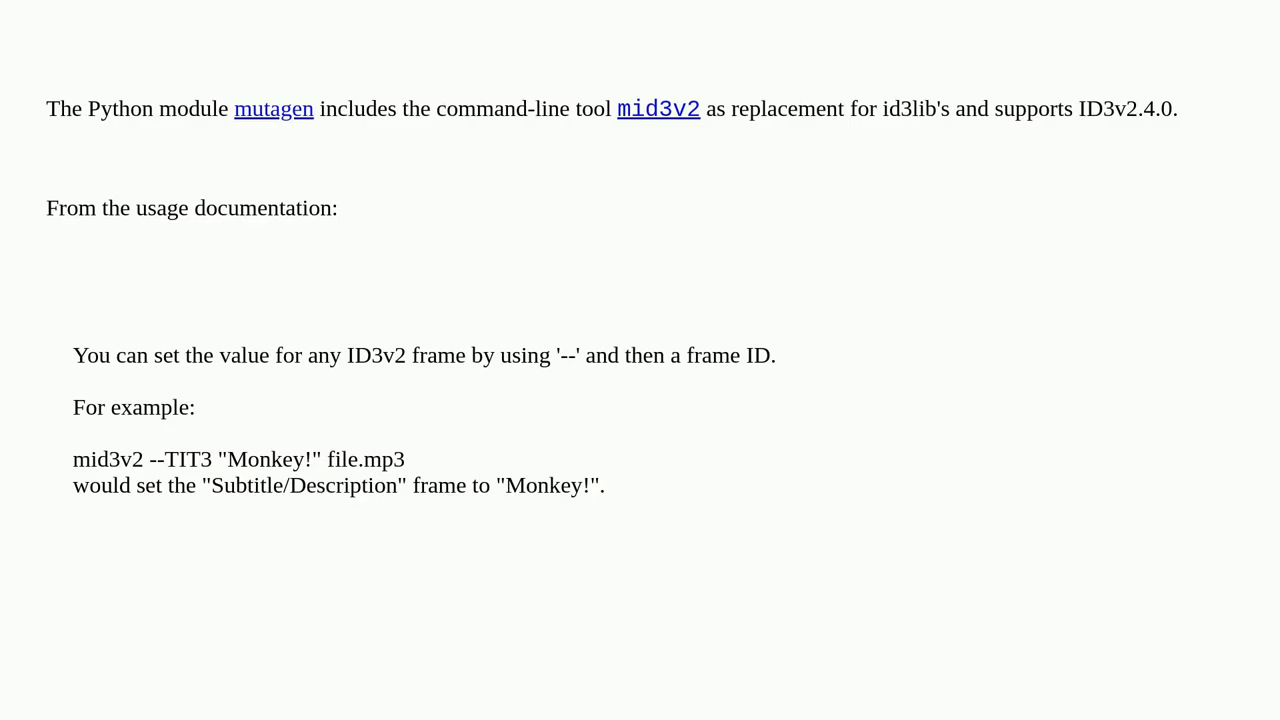 The Python module mutagen includes the command-line tool mid3v2 as replacement for id3lib's and supports ID3v2.4.0.
From the usage documentation:
You can set the value for any ID3v2 frame by using '--' and then a frame ID.
For example:
mid3v2 --TIT3 "Monkey!" file.mp3
would set the "Subtitle/Description" frame to "Monkey!".